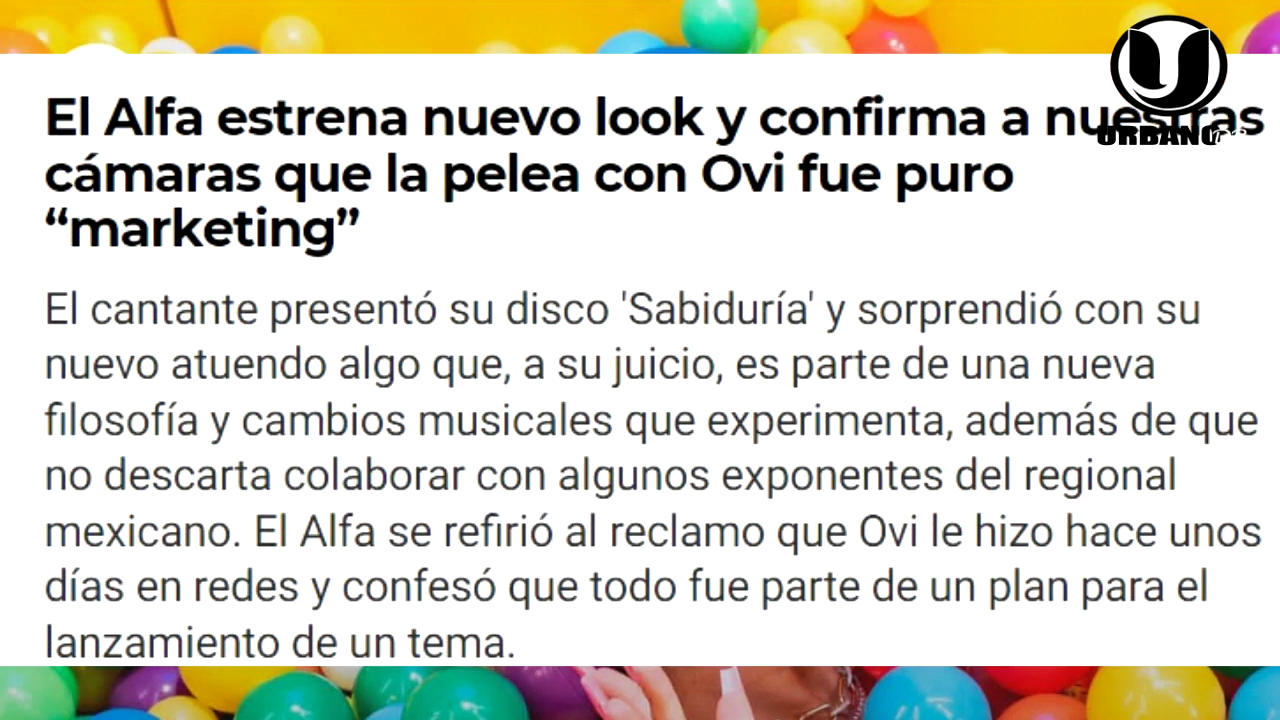 El Alfa estrena nuevo look y confirma a nuestras
cámaras que la pelea con Ovi fue puro
“marketing”
El cantante presentó su disco 'Sabiduría' y sorprendió con su
nuevo atuendo algo que, a su juicio, es parte de una nueva
filosofía y cambios musicales que experimenta, además de que
no descarta colaborar con algunos exponentes del regional
mexicano. El Alfa se refirió al reclamo que Ovi le hizo hace unos
días en redes y confesó que todo fue parte de un plan para el
lanzamiento de un tema.
U